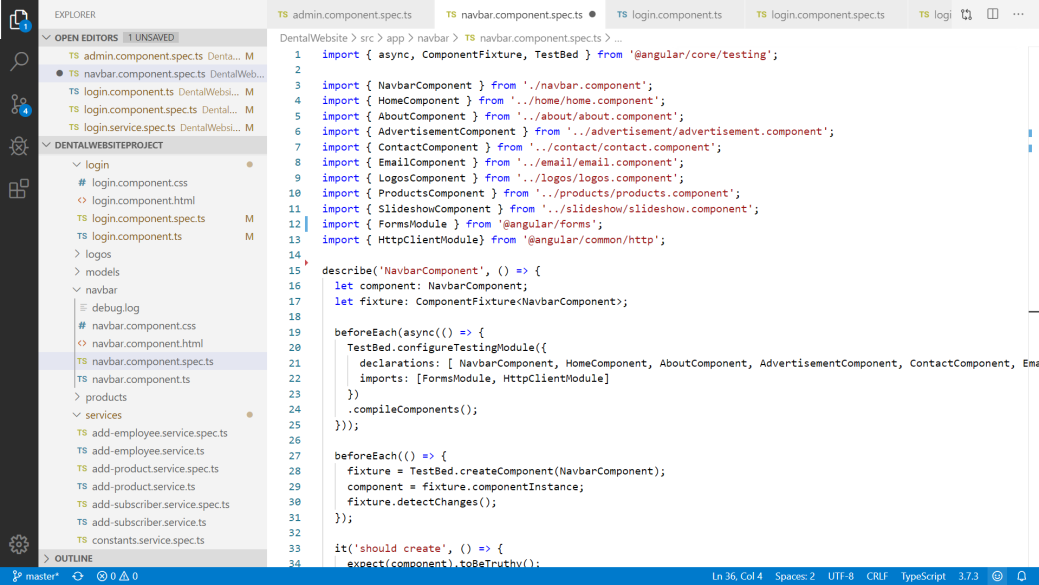 EXPLORER
OPEN EDITORS 1 UNSAVED
TS admin.component.spec.ts Denta... M
● TS navbar.component.spec.ts DentalWeb...
TS login.component.ts DentalWebsi... M
TS login.component.spec.ts Dental... M
TS login.service.spec.ts DentalWebsi... M
DENTALWEBSITEPROJECT
login
# login.component.css
<> login.component.html
TS login.component.spec.ts M
TS login.component.ts M
logos
models
navbar
debug.log
# navbar.component.css
<> navbar.component.html
TS navbar.component.spec.ts
TS navbar.component.ts
products
services
TS add-employee.service.spec.ts
TS add-employee.service.ts
TS add-product.service.spec.ts
TS add-product.service.ts
TS add-subscriber.service.spec.ts
TS add-subscriber.service.ts
TS constants.service.spec.ts
OUTLINE
1
4
TS admin.component.spec.ts TS navbar.component.spec.ts ● TS login.component.ts TS login.component.spec.ts TS logi ...
DentalWebsite > src > app > navbar > TS navbar.component.spec.ts > ...
1 import { async, ComponentFixture, TestBed } from '@angular/core/testing';
2
3 import { NavbarComponent } from './navbar.component';
4 import { HomeComponent } from '../home/home.component';
5 import { AboutComponent } from '../about/about.component';
6 import { AdvertisementComponent } from '../advertisement/advertisement.component';
7 import { ContactComponent } from '../contact/contact.component';
8 import { EmailComponent } from '../email/email.component';
9 import { LogosComponent } from '../logos/logos.component';
10 import { ProductsComponent } from '../products/products.component';
11 import { SlideshowComponent } from '../slideshow/slideshow.component';
12 import { FormsModule } from '@angular/forms';
13 import { HttpClientModule} from '@angular/common/http';
14
15 describe('NavbarComponent', () => {
16 let component: NavbarComponent;
17 let fixture: ComponentFixture<NavbarComponent>;
18
19 beforeEach(async(() => {
20 TestBed.configureTestingModule({
21 declarations: [ NavbarComponent, HomeComponent, AboutComponent, AdvertisementComponent, ContactComponent, Ema
22 imports: [FormsModule, HttpClientModule]
23 })
24 .compileComponents();
25 }));
26
27 beforeEach(() => {
28 fixture = TestBed.createComponent(NavbarComponent);
29 component = fixture.componentInstance;
30 fixture.detectChanges();
31 });
32
33 it('should create', () => {
34 expect(component).toBeTruthy();
master* 0 0 Ln 36, Col 4 Spaces: 2 UTF-8 CRLF TypeScript 3.7.3